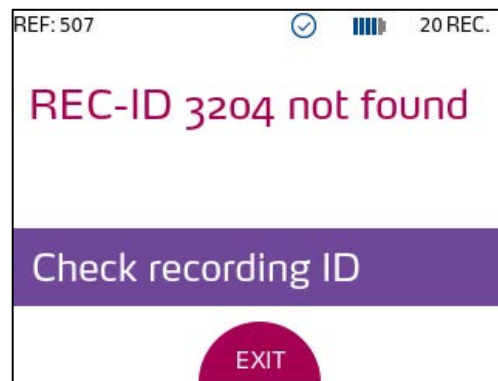 REF: 507 20 REC.
REC-ID 3204 not found
Check recording ID
EXIT